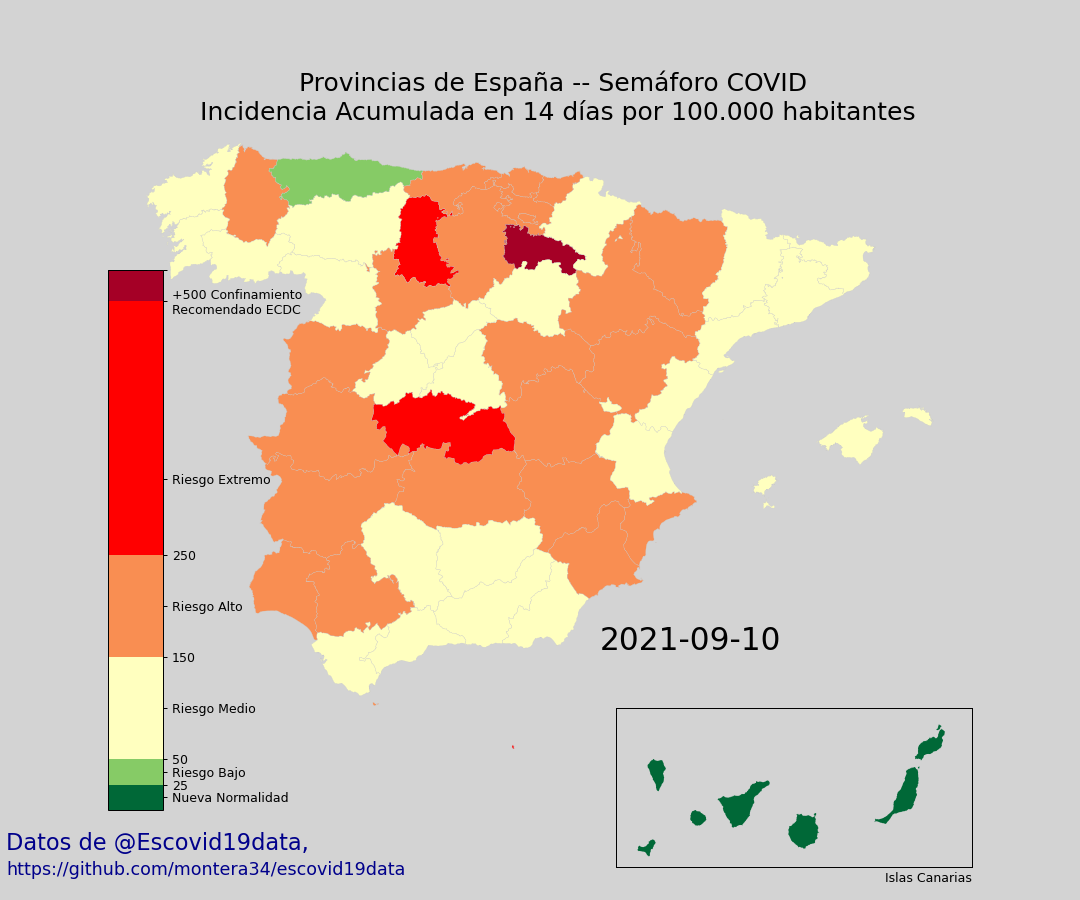 Provincias de España -- Semáforo COVID
Incidencia Acumulada en 14 días por 100.000 habitantes
+500 Confinamiento
Recomendado ECDC
Riesgo Extremo
250
Riesgo Alto
150
Riesgo Medio
50
Riesgo Bajo
25
Nueva Normalidad
2021-09-10
Islas Canarias
Datos de @Escovid19data,
https://github.com/montera34/escovid19data